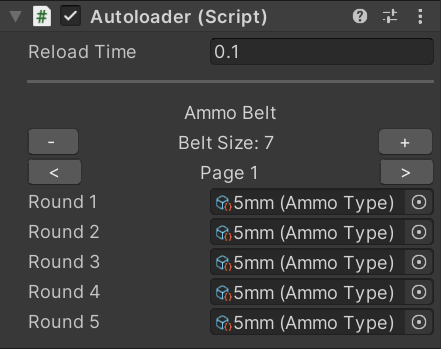 Autoloader (Script)
Reload Time 0.1
Ammo Belt
- Belt Size: 7 +
< Page 1 >
Round 1 5mm (Ammo Type)
Round 2 5mm (Ammo Type)
Round 3 5mm (Ammo Type)
Round 4 5mm (Ammo Type)
Round 5 5mm (Ammo Type)